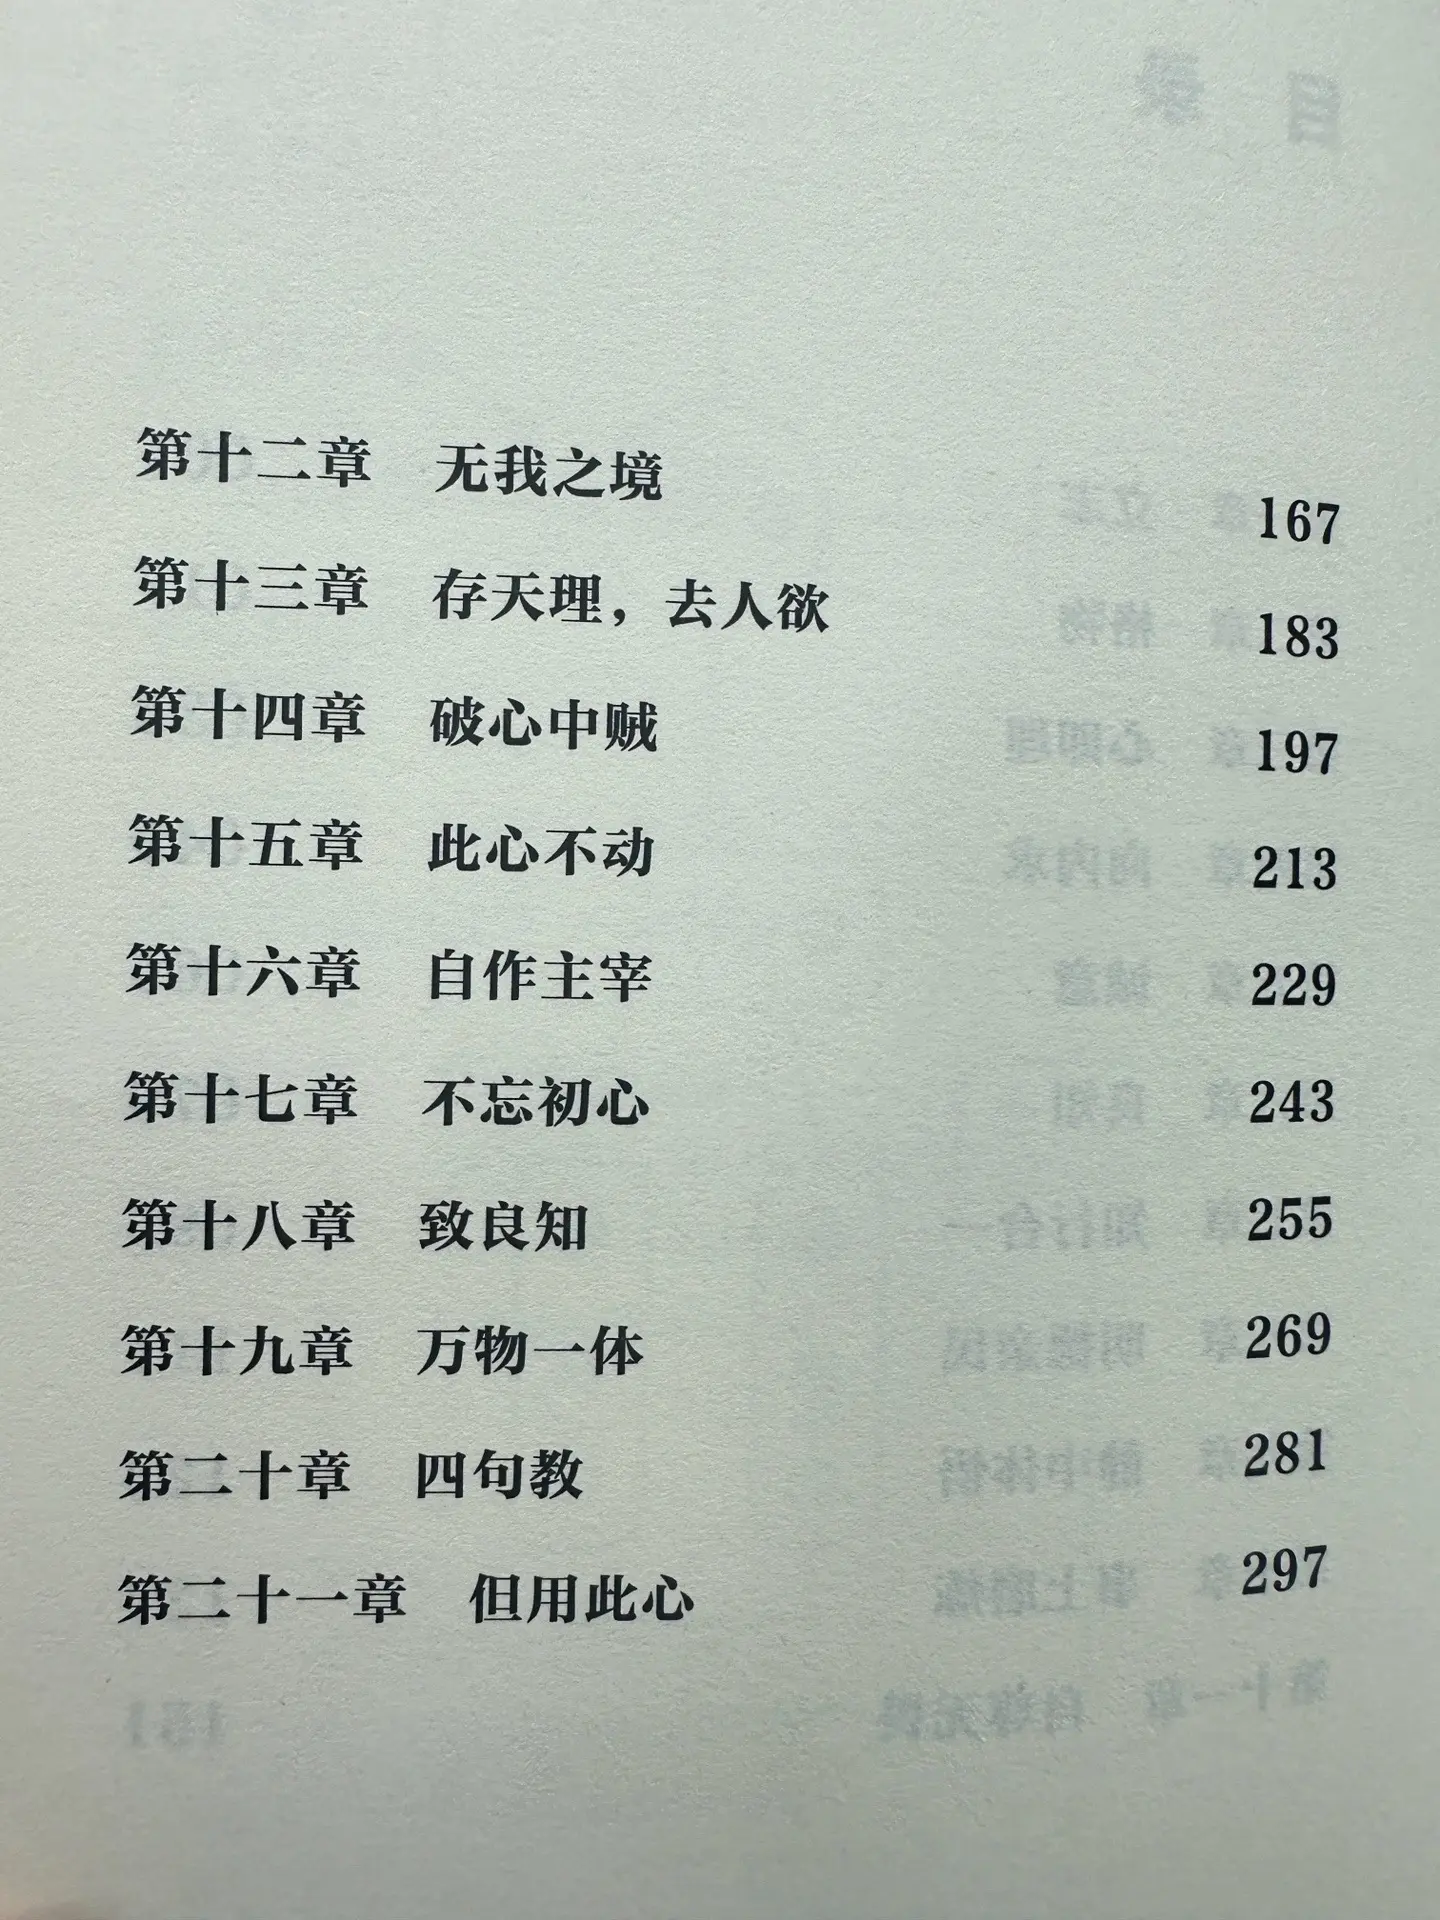 第十二章 无我之境 167
第十三章 存天理，去人欲 183
第十四章 破心中贼 197
第十五章 此心不动 213
第十六章 自作主宰 229
第十七章 不忘初心 243
第十八章 致良知 255
第十九章 万物一体 269
第二十章 四句教 281
第二十一章 但用此心 297